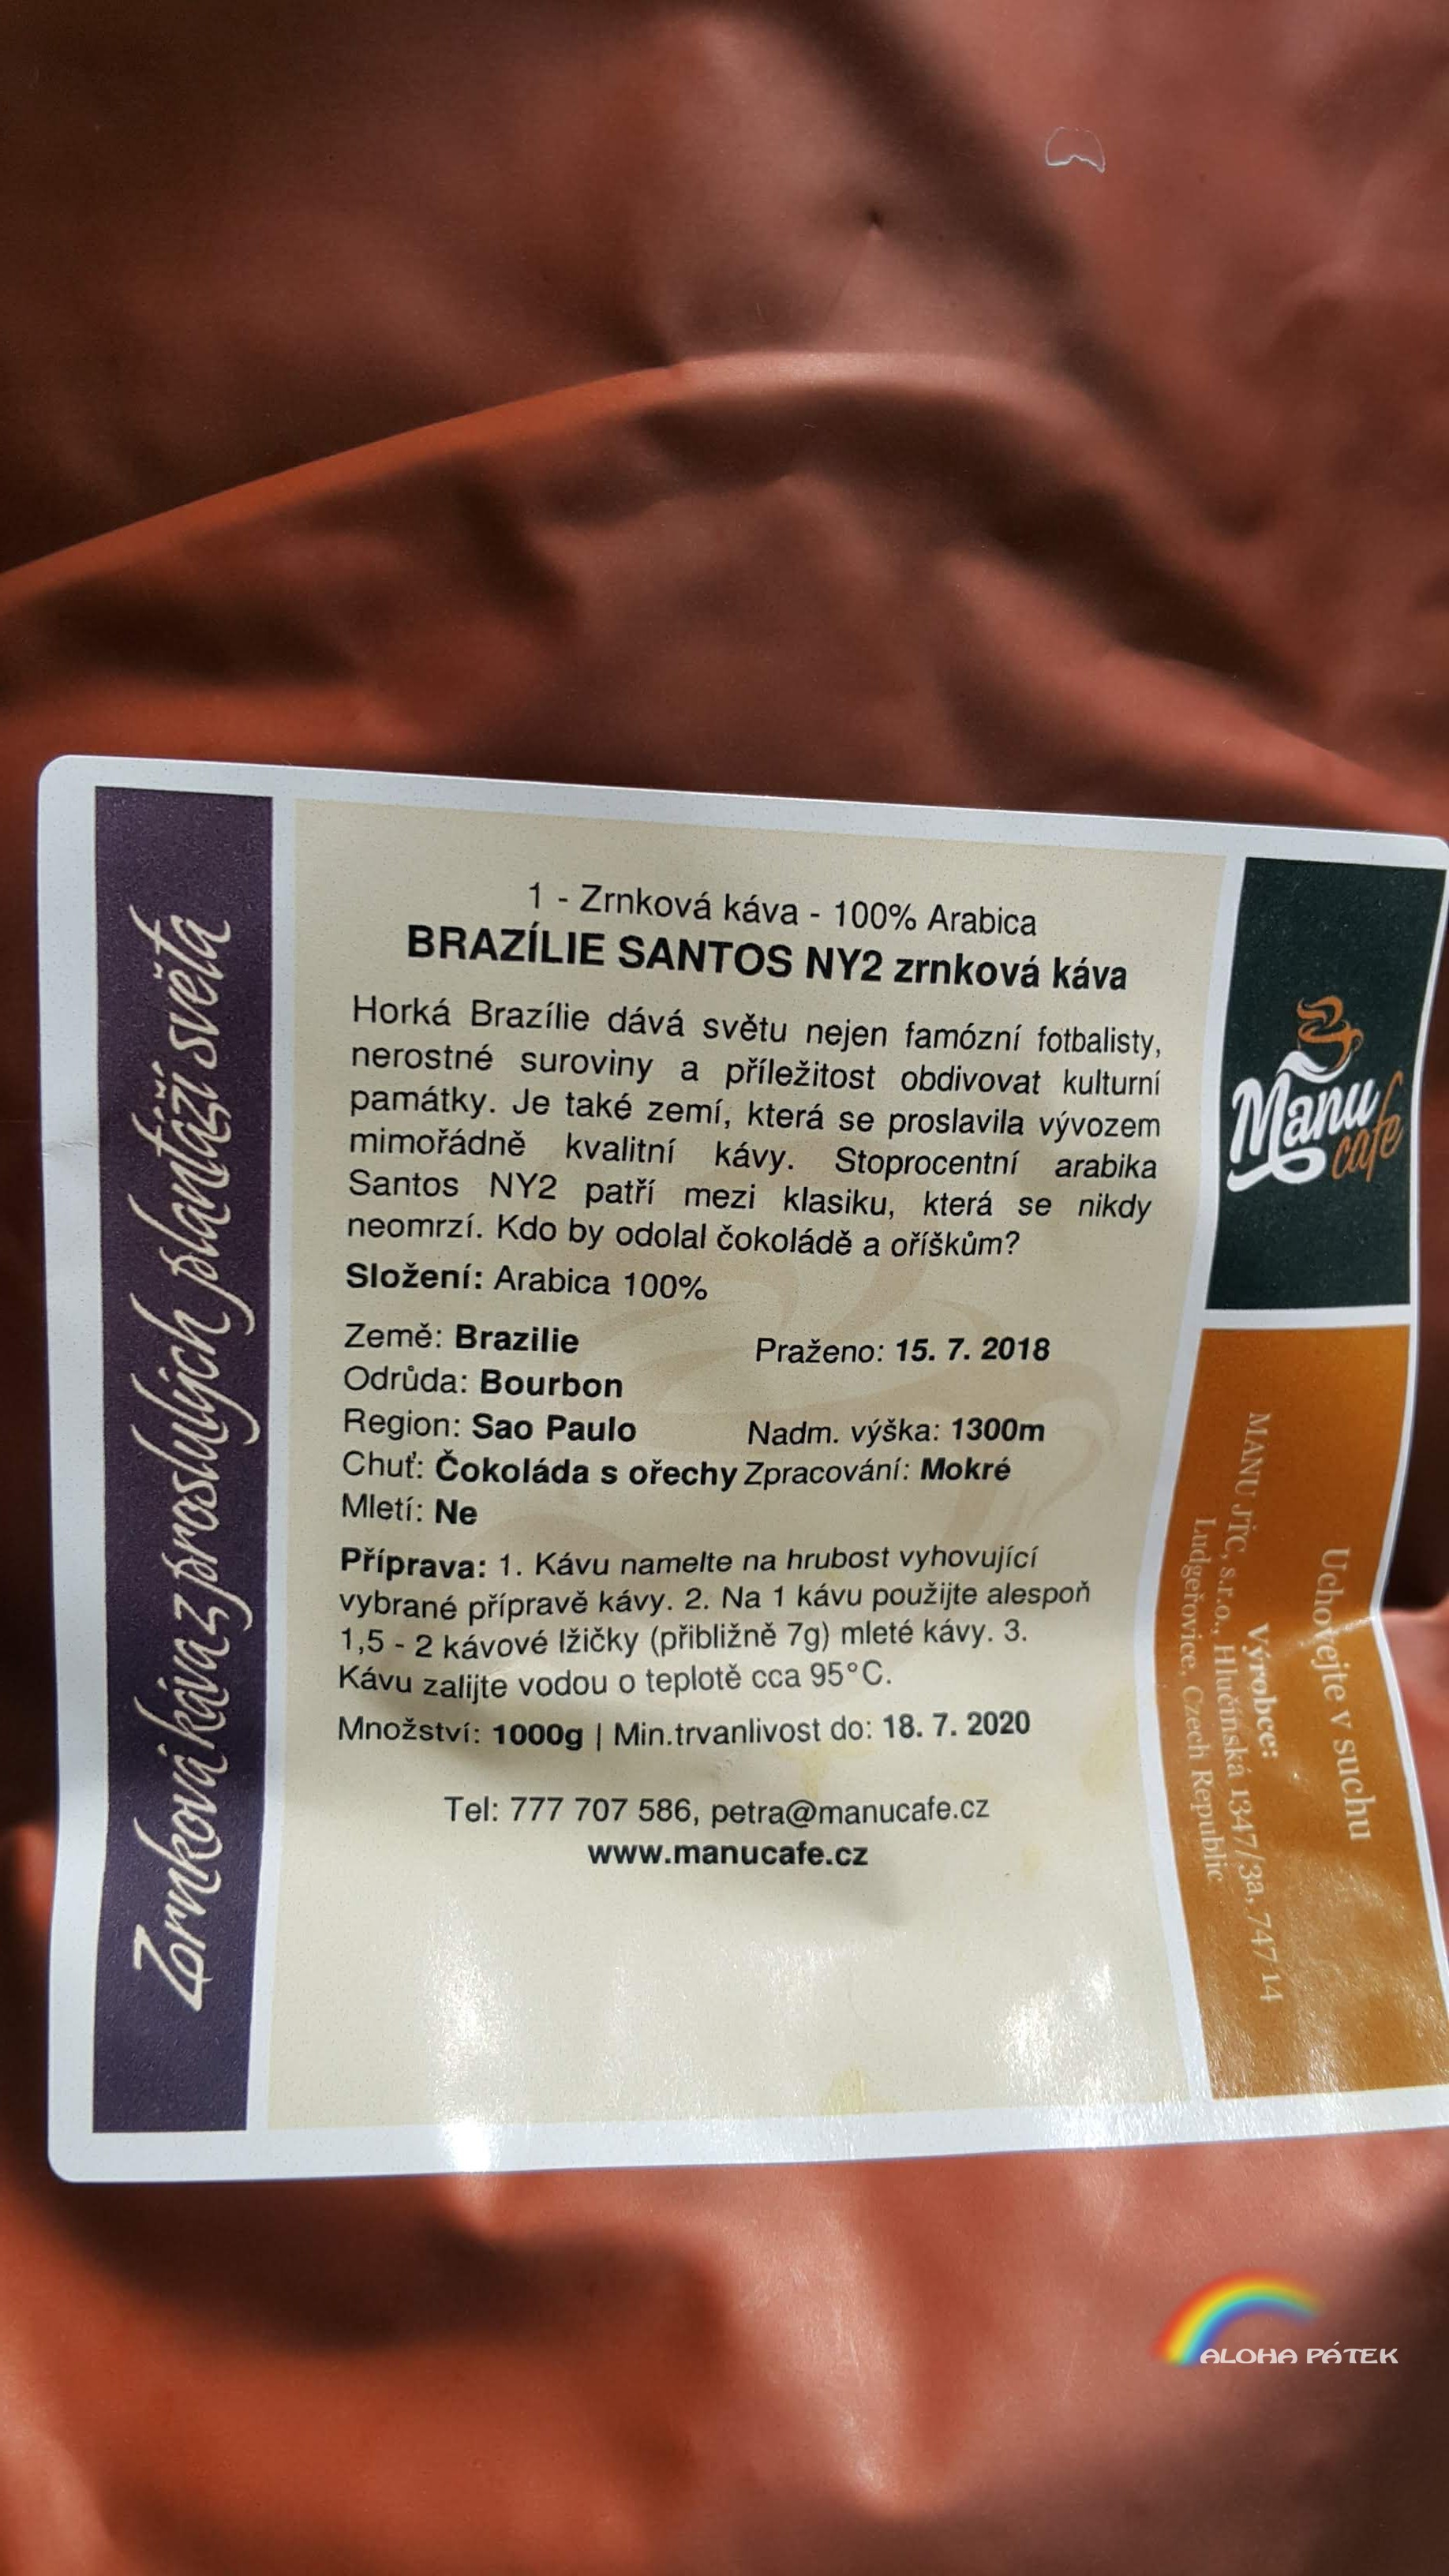 Zrnková káva z proslulých plantáží světa
1 - Zrnková káva - 100% Arabica
BRAZÍLIE SANTOS NY2 zrnková káva
Horká Brazílie dává světu nejen famózní fotbalisty,
nerostné suroviny a příležitost obdivovat kulturní
památky. Je také zemí, která se proslavila vývozem
mimořádně kvalitní kávy. Stoprocentní arabika
Santos NY2 patří mezi klasiku, která se nikdy
neomrzí. Kdo by odolal čokoládě a oříškům?
Složení: Arabica 100%
Země: Brazilie Praženo: 15. 7. 2018
Odrůda: Bourbon
Region: Sao Paulo Nadm. výška: 1300m
Chuť: Čokoláda s ořechy Zpracování: Mokré
Mletí: Ne
Příprava: 1. Kávu namelte na hrubost vyhovující
vybrané přípravě kávy. 2. Na 1 kávu použijte alespoň
1,5 - 2 kávové lžičky (přibližně 7g) mleté kávy. 3.
Kávu zalijte vodou o teplotě cca 95°C.
Množství: 1000g | Min.trvanlivost do: 18. 7. 2020
Tel: 777 707 586, petra@manucafe.cz
www.manucafe.cz
Manu
cafe
Uchovejte v suchu
Výrobce:
MANU JTC, s.r.o., Hlučínská 1347/3a, 747 14
Ludgeřovice, Czech Republic
ALOHA PÁTEK